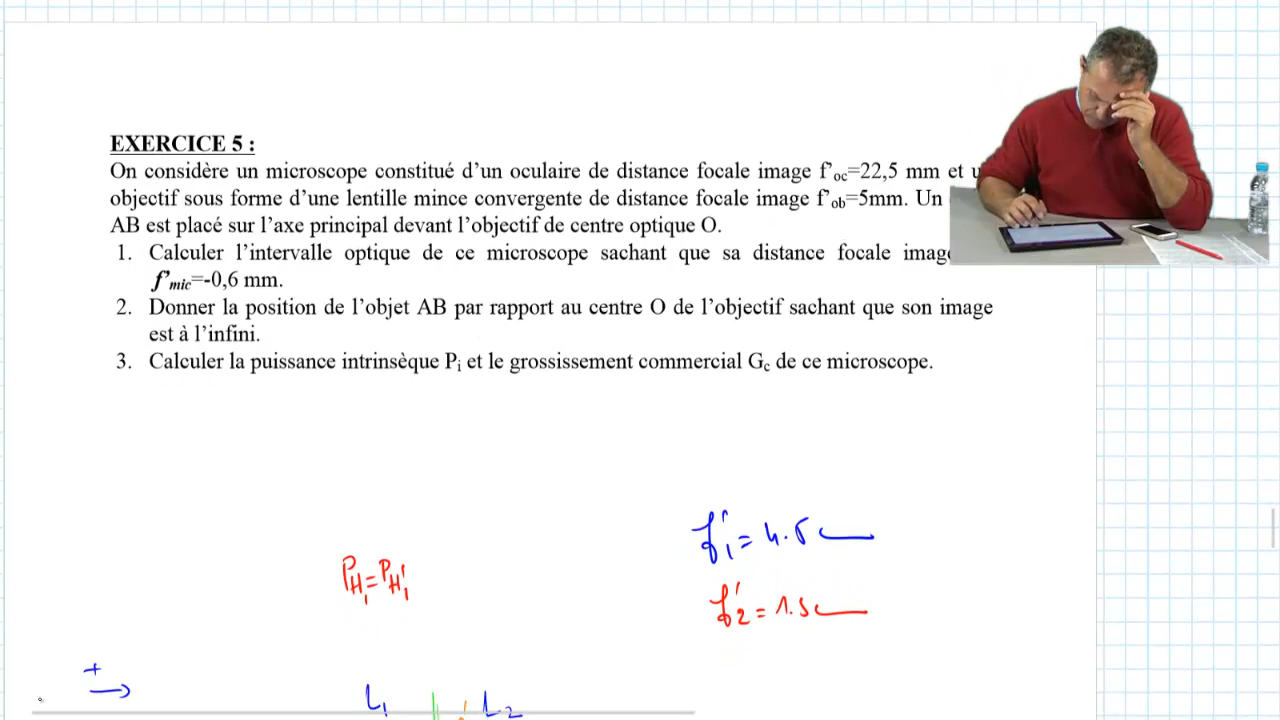 EXERCICE 5 :
On considère un microscope constitué d'un oculaire de distance focale image f'oc=22,5 mm et
objectif sous forme d'une lentille mince convergente de distance focale image f'ob=5mm. Un
AB est placé sur l'axe principal devant l'objectif de centre optique O.
1. Calculer l'intervalle optique de ce microscope sachant que sa distance focale
f'mic=-0,6 mm.
2. Donner la position de l'objet AB par rapport au centre O de l'objectif sachant que son image
est à l'infini.
3. Calculer la puissance intrinsèque Pi et le grossissement commercial Gc de ce microscope.
f'1 = 4.5 cm
PH1 = PH'1
f'2 = 1.5 cm
+
L1 L2